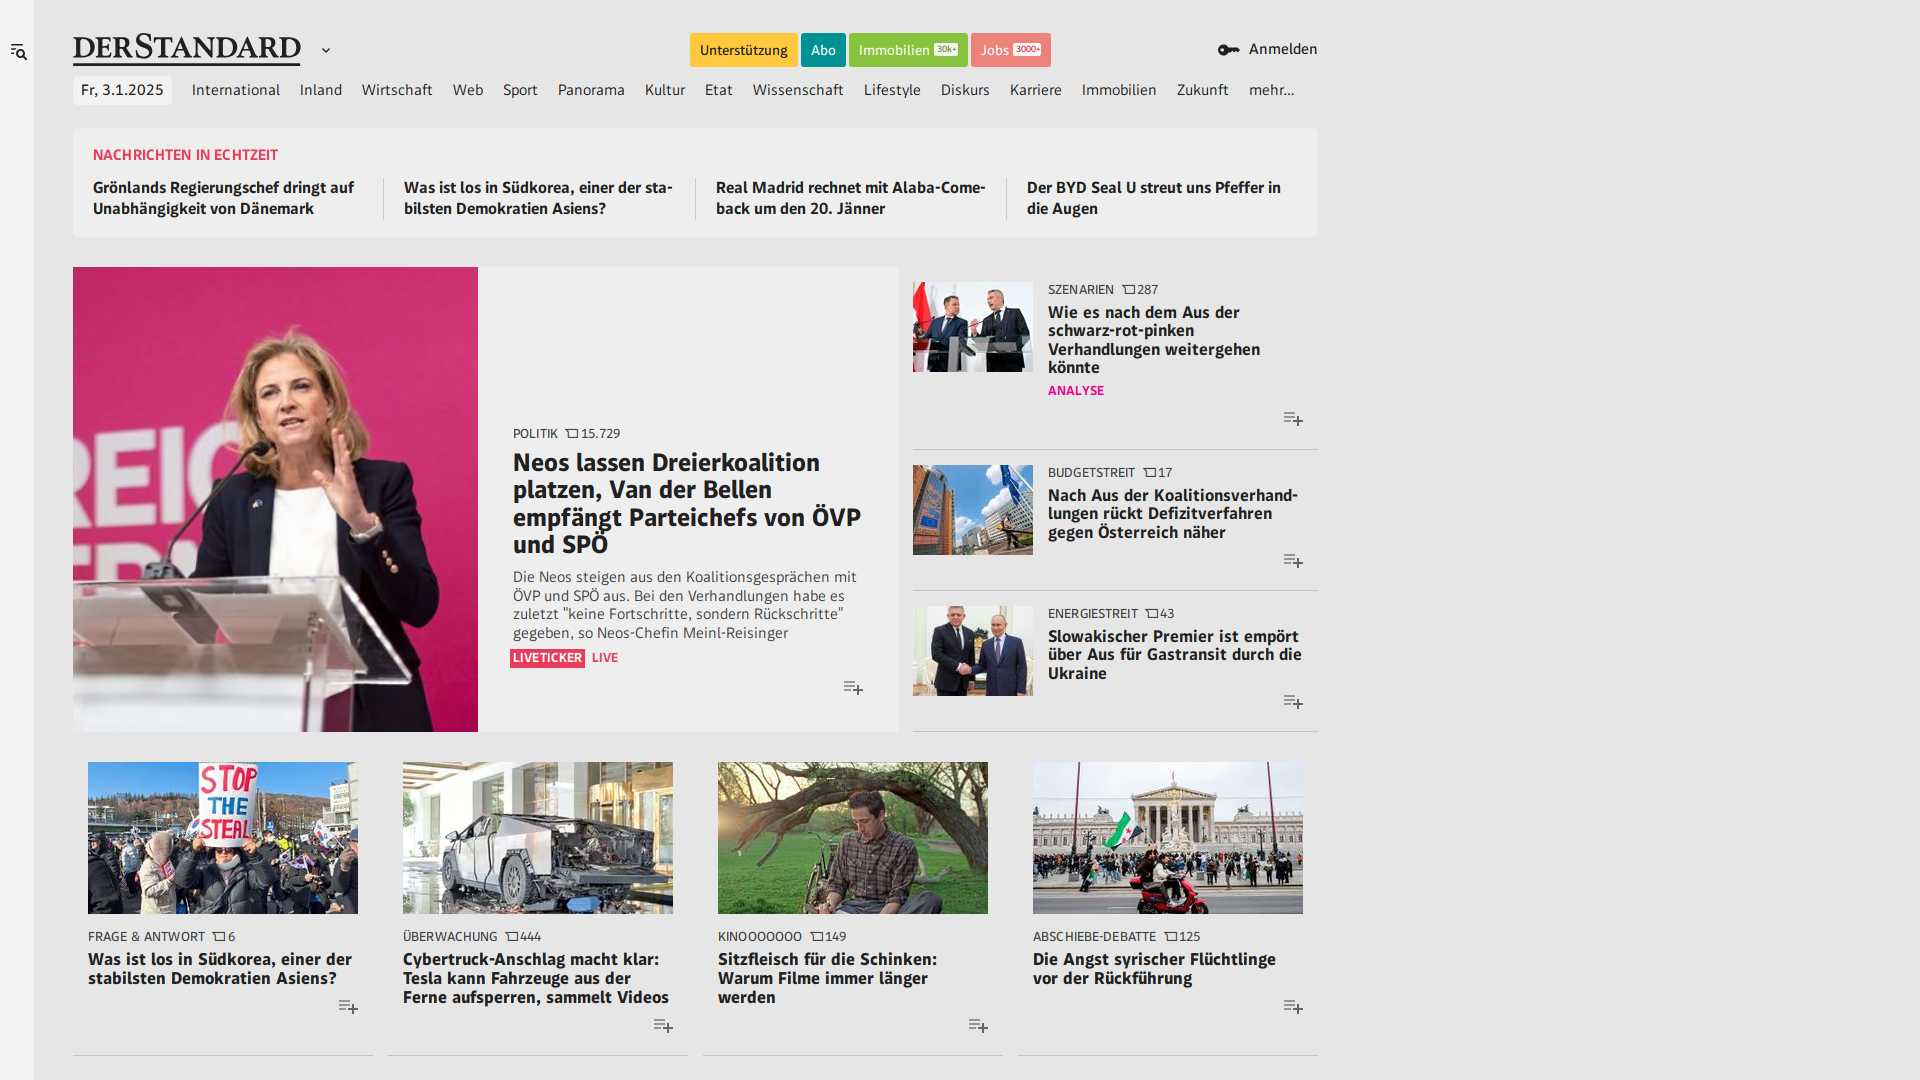 DERSTANDARD
Unterstützung
Abo
Immobilien 30k+
Jobs 3000+
Anmelden
Fr, 3.1.2025
International
Inland
Wirtschaft
Web
Sport
Panorama
Kultur
Etat
Wissenschaft
Lifestyle
Diskurs
Karriere
Immobilien
Zukunft
mehr...
NACHRICHTEN IN ECHTZEIT
Grönlands Regierungschef dringt auf
Unabhängigkeit von Dänemark
Was ist los in Südkorea, einer der sta-
bilsten Demokratien Asiens?
Real Madrid rechnet mit Alaba-Come-
back um den 20. Jänner
Der BYD Seal U streut uns Pfeffer in
die Augen
POLITIK 15.729
Neos lassen Dreierkoalition
platzen, Van der Bellen
empfängt Parteichefs von ÖVP
und SPÖ
Die Neos steigen aus den Koalitionsgesprächen mit
ÖVP und SPÖ aus. Bei den Verhandlungen habe es
zuletzt "keine Fortschritte, sondern Rückschritte"
gegeben, so Neos-Chefin Meinl-Reisinger
LIVETICKER LIVE
SZENARIEN 287
Wie es nach dem Aus der
schwarz-rot-pinken
Verhandlungen weitergehen
könnte
ANALYSE
BUDGETSTREIT 17
Nach Aus der Koalitionsverhand-
lungen rückt Defizitverfahren
gegen Österreich näher
ENERGIESTREIT 43
Slowakischer Premier ist empört
über Aus für Gastransit durch die
Ukraine
STOP
THE
STEAL
FRAGE & ANTWORT 6
Was ist los in Südkorea, einer der
stabilsten Demokratien Asiens?
ÜBERWACHUNG 444
Cybertruck-Anschlag macht klar:
Tesla kann Fahrzeuge aus der
Ferne aufsperren, sammelt Videos
KINOOOOOOO 149
Sitzfleisch für die Schinken:
Warum Filme immer länger
werden
ABSCHIEBE-DEBATTE 125
Die Angst syrischer Flüchtlinge
vor der Rückführung